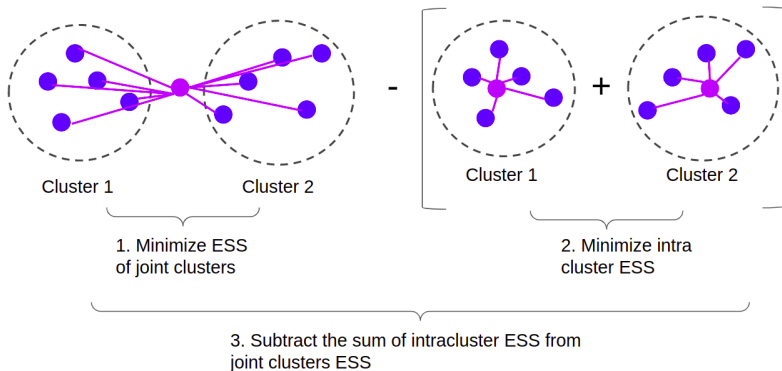 -
+
Cluster 1
Cluster 2
Cluster 1
Cluster 2
1. Minimize ESS
of joint clusters
2. Minimize intra
cluster ESS
3. Subtract the sum of intracluster ESS from
joint clusters ESS